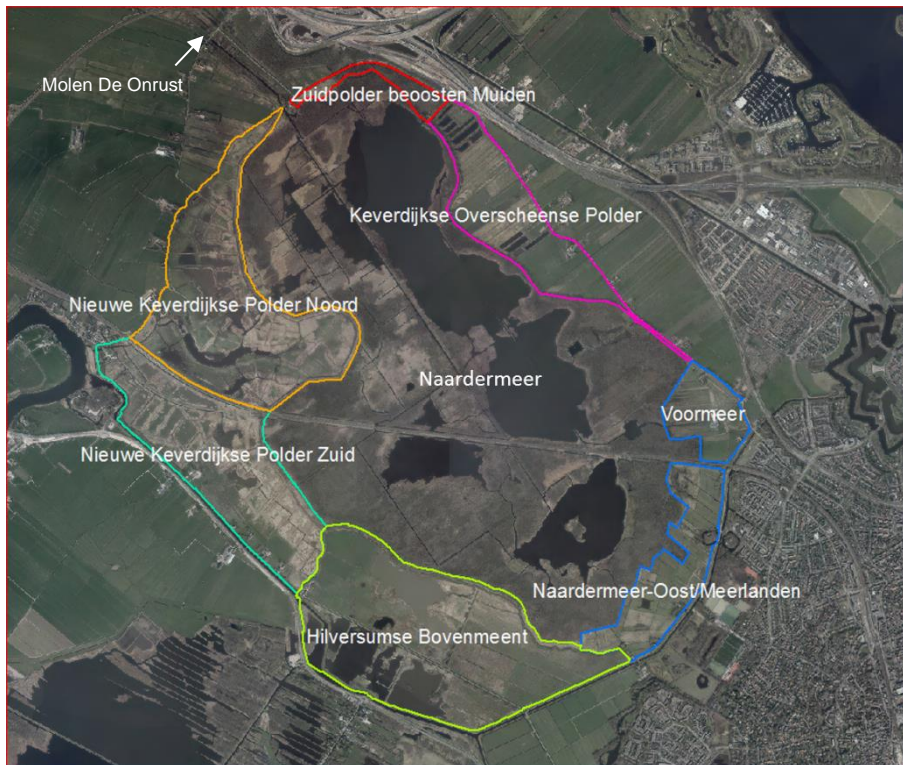 Molen De Onrust
Zuidpolder beoosten Muiden
Keverdijkse Overscheense Polder
Nieuwe Keverdijkse Polder Noord
Naardermeer
Voormeer
Nieuwe Keverdijkse Polder Zuid
Naardermeer-Oost/Meerlanden
Hilversumse Bovenmeent